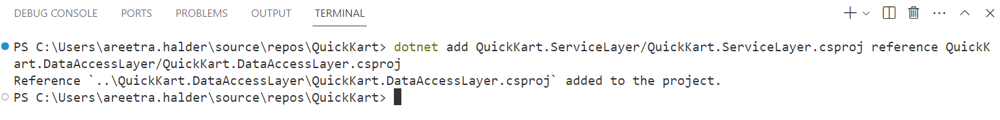 DEBUG CONSOLE PORTS PROBLEMS OUTPUT TERMINAL
PS C:\Users\areetra.halder\source\repos\QuickKart> dotnet add QuickKart.ServiceLayer/QuickKart.ServiceLayer.csproj reference QuickK
art.DataAccessLayer/QuickKart.DataAccessLayer.csproj
Reference `..\QuickKart.DataAccessLayer\QuickKart.DataAccessLayer.csproj` added to the project.
PS C:\Users\areetra.halder\source\repos\QuickKart>